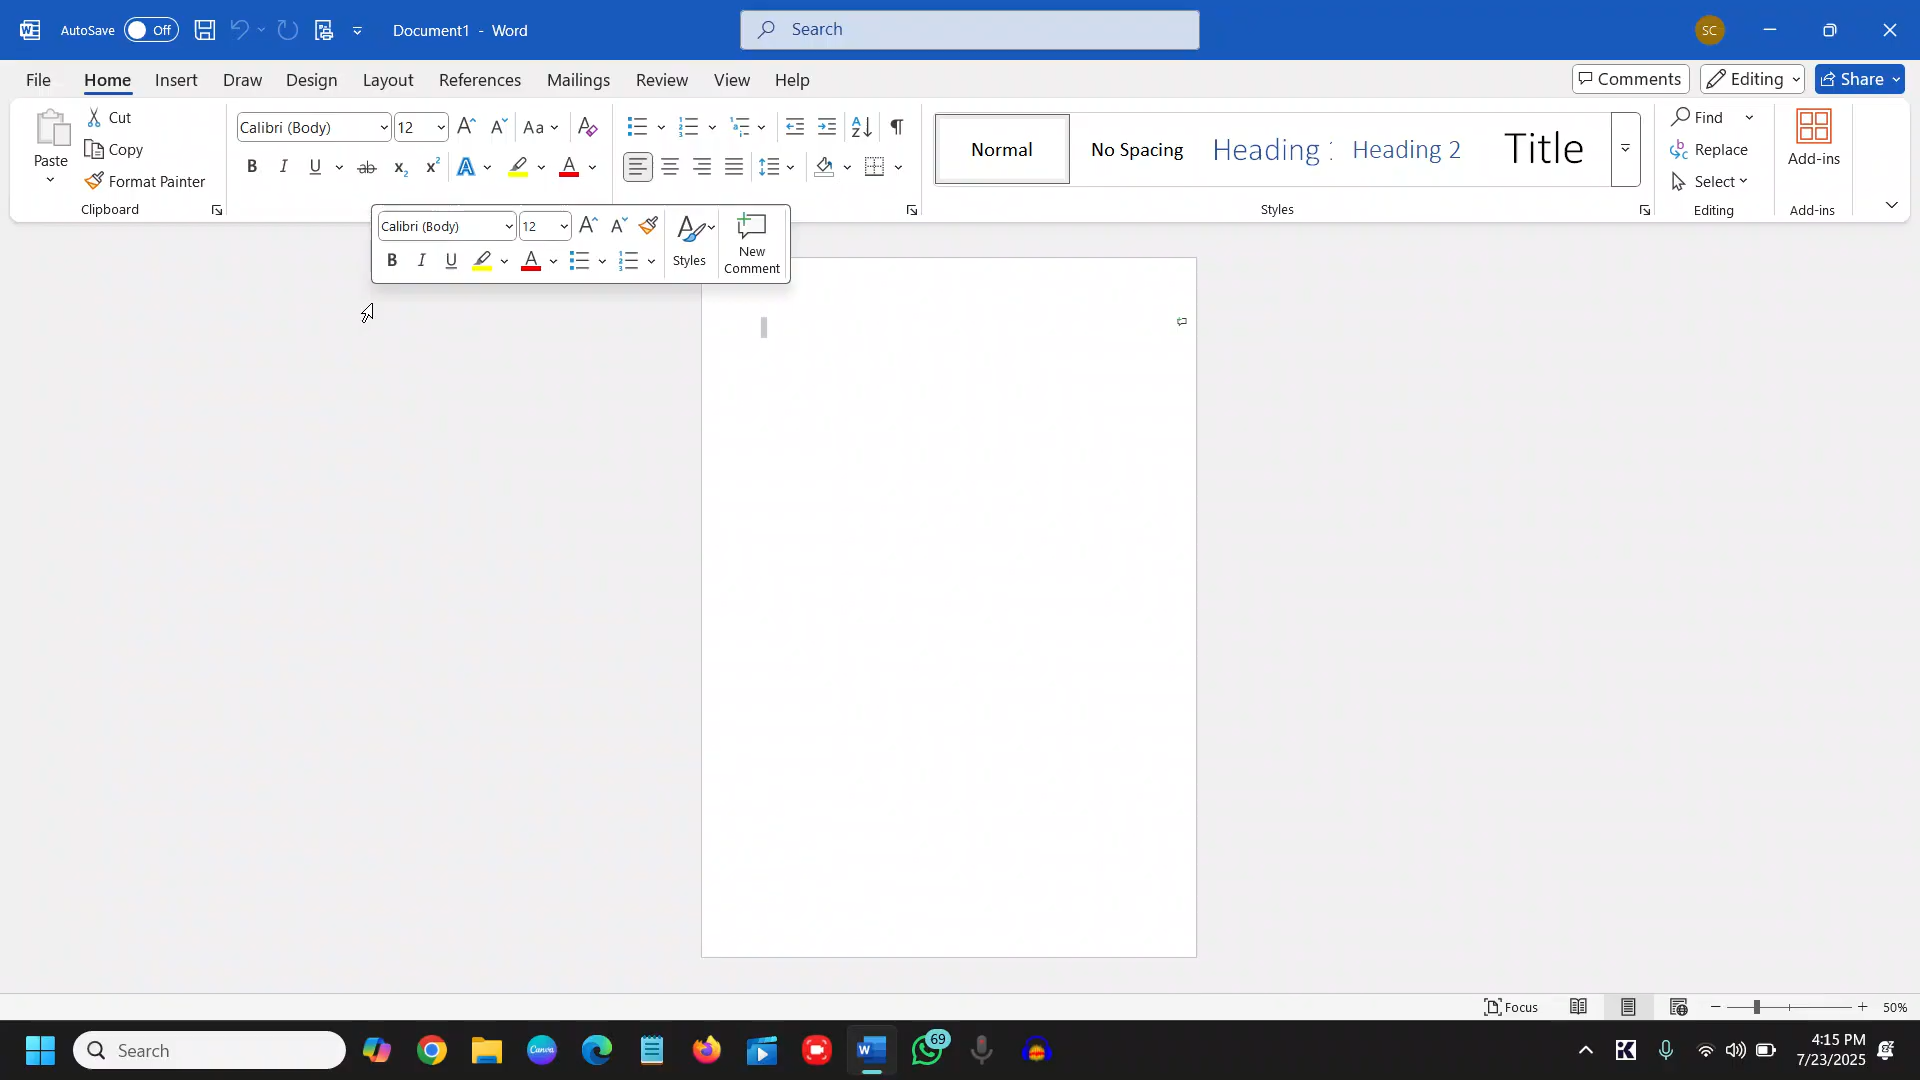 AutoSave Off Document1 - Word Search SC
File Home Insert Draw Design Layout References Mailings Review View Help Comments Editing Share
Paste Cut Copy Format Painter
Clipboard
Calibri (Body) 12 Aa
Normal No Spacing Heading Heading 2 Title
Styles
Find Replace Select
Editing
Add-ins
Add-ins
Calibri (Body) 12
B I U Styles New Comment
Focus 50%
Search Canva 69 4:15 PM
7/23/2025